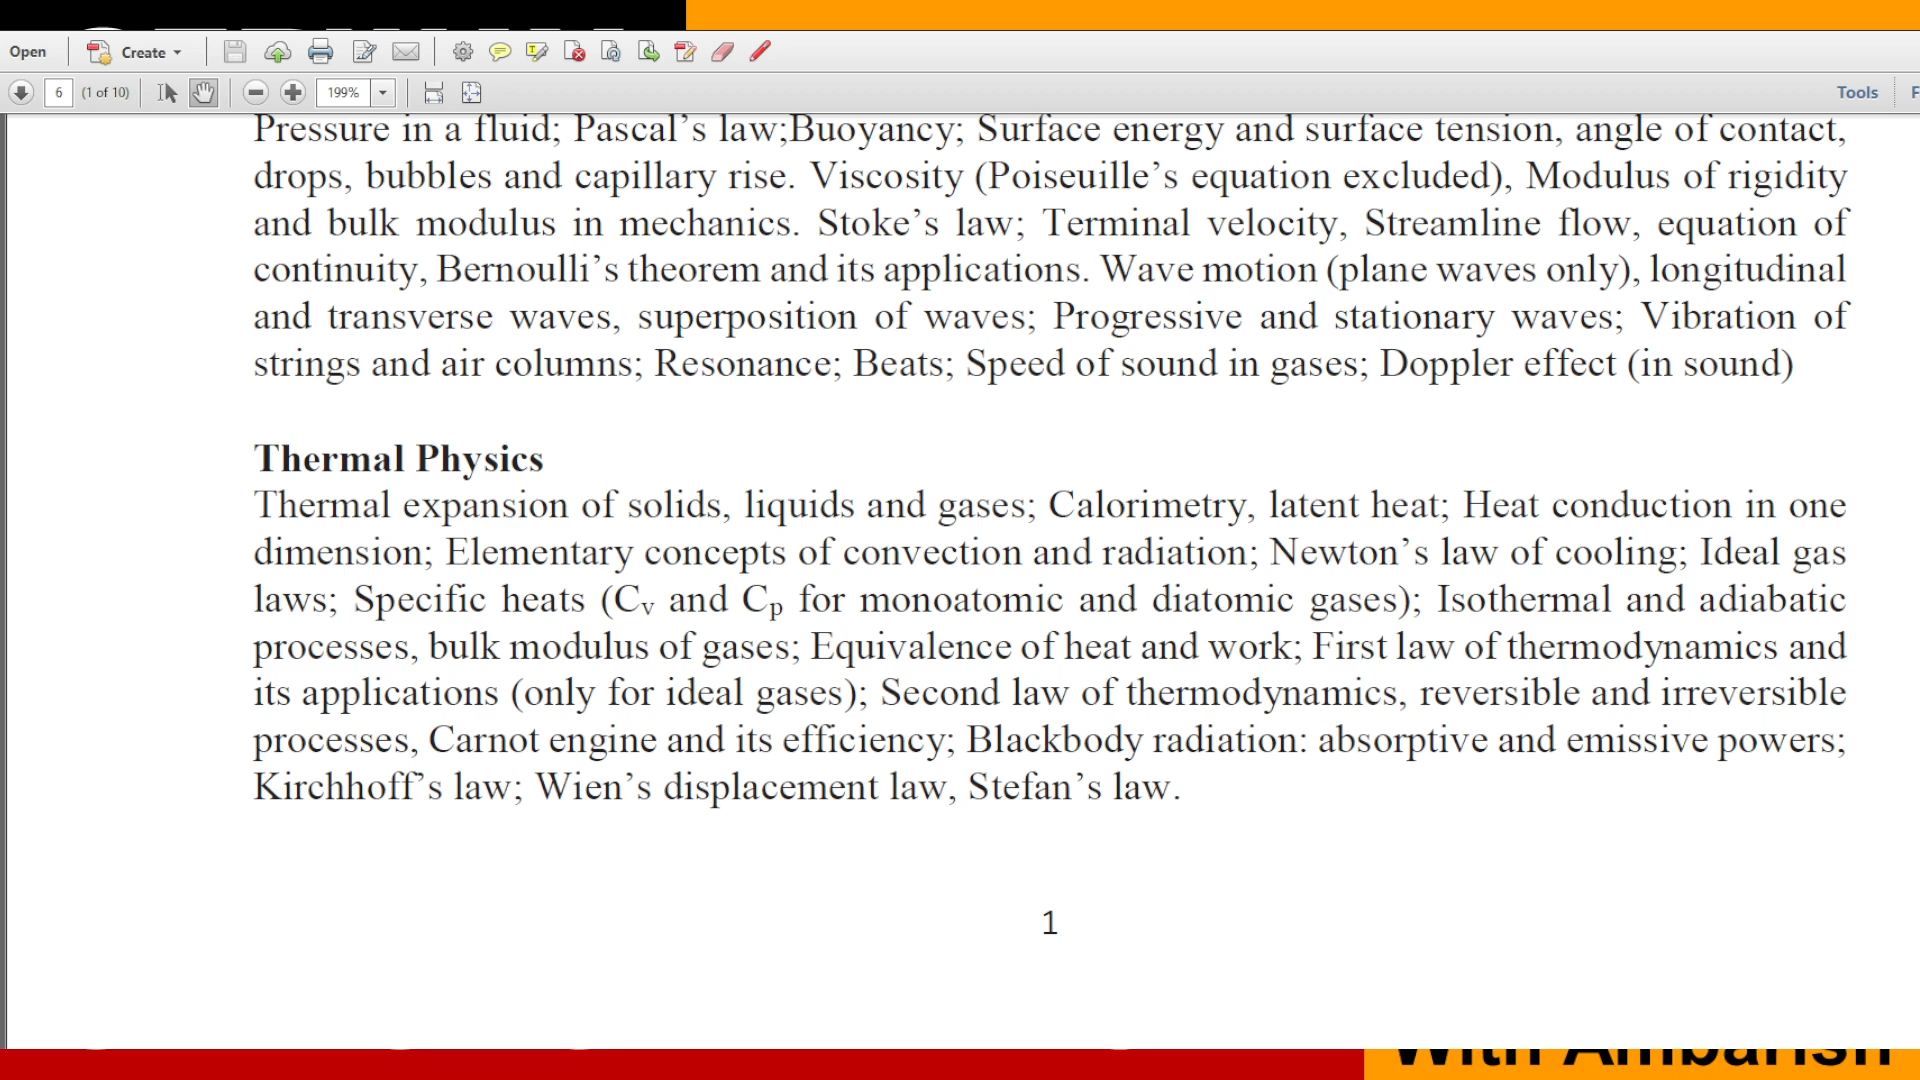 Open Create
6 (1 of 10) 199% Tools F
Pressure in a fluid; Pascal’s law;Buoyancy; Surface energy and surface tension, angle of contact,
drops, bubbles and capillary rise. Viscosity (Poiseuille’s equation excluded), Modulus of rigidity
and bulk modulus in mechanics. Stoke’s law; Terminal velocity, Streamline flow, equation of
continuity, Bernoulli’s theorem and its applications. Wave motion (plane waves only), longitudinal
and transverse waves, superposition of waves; Progressive and stationary waves; Vibration of
strings and air columns; Resonance; Beats; Speed of sound in gases; Doppler effect (in sound)
Thermal Physics
Thermal expansion of solids, liquids and gases; Calorimetry, latent heat; Heat conduction in one
dimension; Elementary concepts of convection and radiation; Newton’s law of cooling; Ideal gas
laws; Specific heats (Cv and Cp for monoatomic and diatomic gases); Isothermal and adiabatic
processes, bulk modulus of gases; Equivalence of heat and work; First law of thermodynamics and
its applications (only for ideal gases); Second law of thermodynamics, reversible and irreversible
processes, Carnot engine and its efficiency; Blackbody radiation: absorptive and emissive powers;
Kirchhoff’s law; Wien’s displacement law, Stefan’s law.
1
With Ambarish